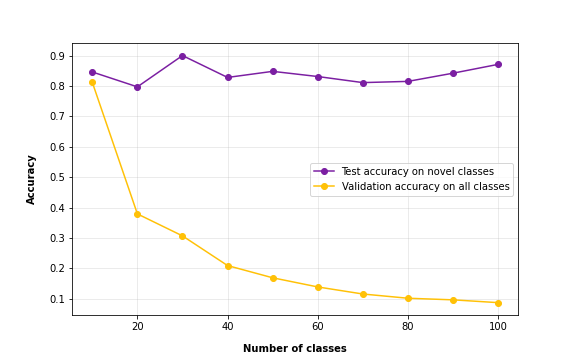 0.9
0.8
0.7
0.6
0.5
0.4
0.3
0.2
0.1
Accuracy
Test accuracy on novel classes
Validation accuracy on all classes
20 40 60 80 100
Number of classes